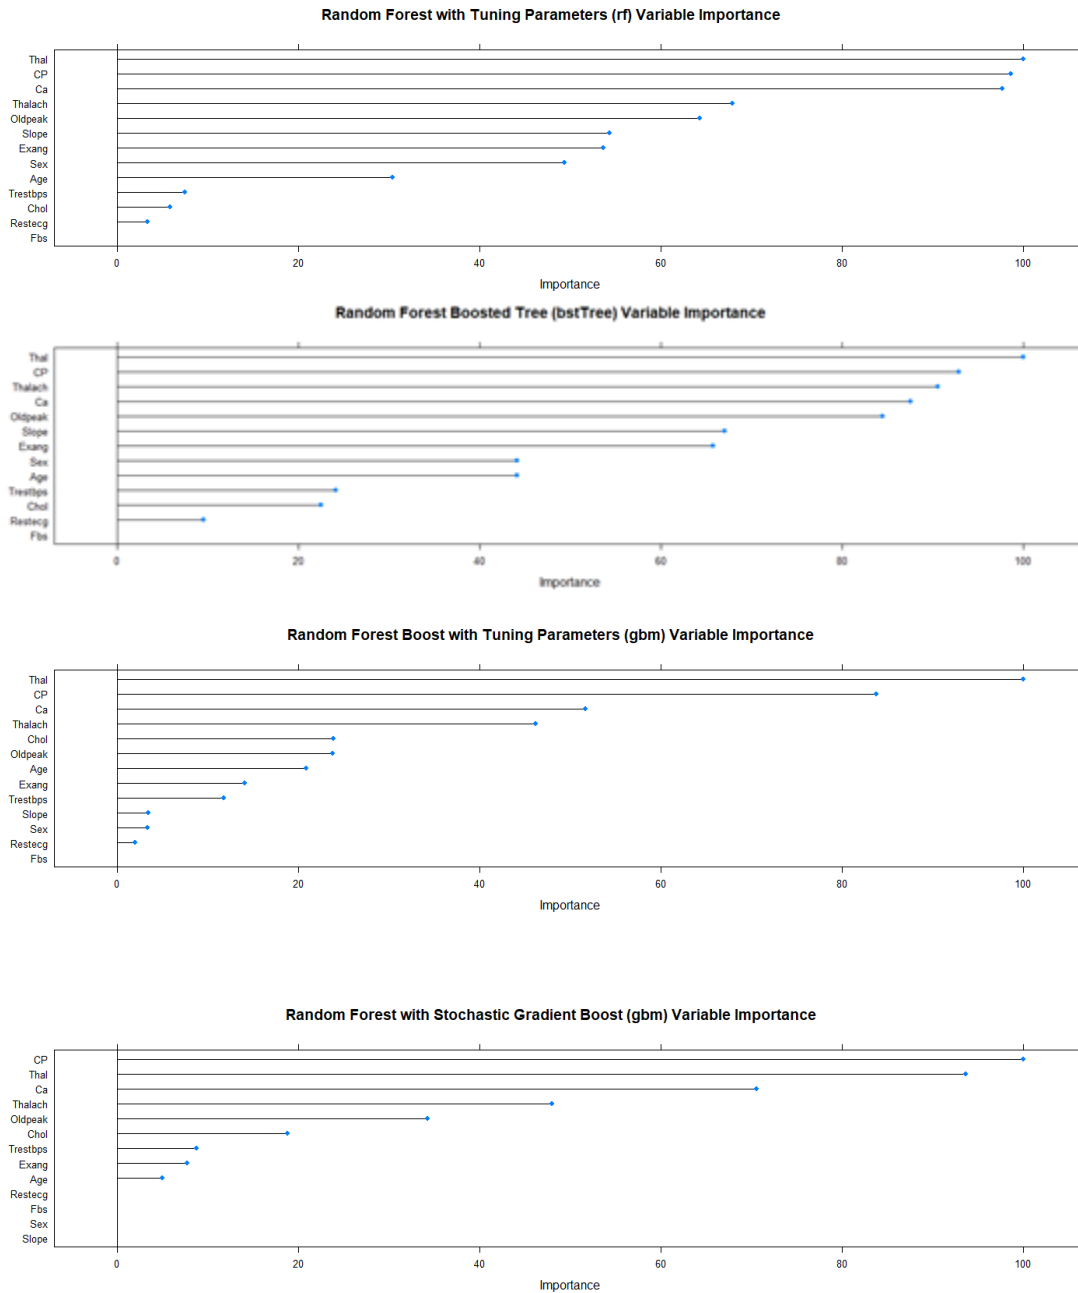 Random Forest with Tuning Parameters (rf) Variable Importance
Thal
CP
Ca
Thalach
Oldpeak
Slope
Exang
Sex
Age
Trestbps
Chol
Restecg
Fbs
0 20 40 60 80 100
Importance
Random Forest Boosted Tree (bstTree) Variable Importance
Thal
CP
Thalach
Ca
Oldpeak
Slope
Exang
Sex
Age
Trestbps
Chol
Restecg
Fbs
0 20 40 60 80 100
Importance
Random Forest Boost with Tuning Parameters (gbm) Variable Importance
Thal
CP
Ca
Thalach
Chol
Oldpeak
Age
Exang
Trestbps
Slope
Sex
Restecg
Fbs
0 20 40 60 80 100
Importance
Random Forest with Stochastic Gradient Boost (gbm) Variable Importance
CP
Thal
Ca
Thalach
Oldpeak
Chol
Trestbps
Exang
Age
Restecg
Fbs
Sex
Slope
0 20 40 60 80 100
Importance